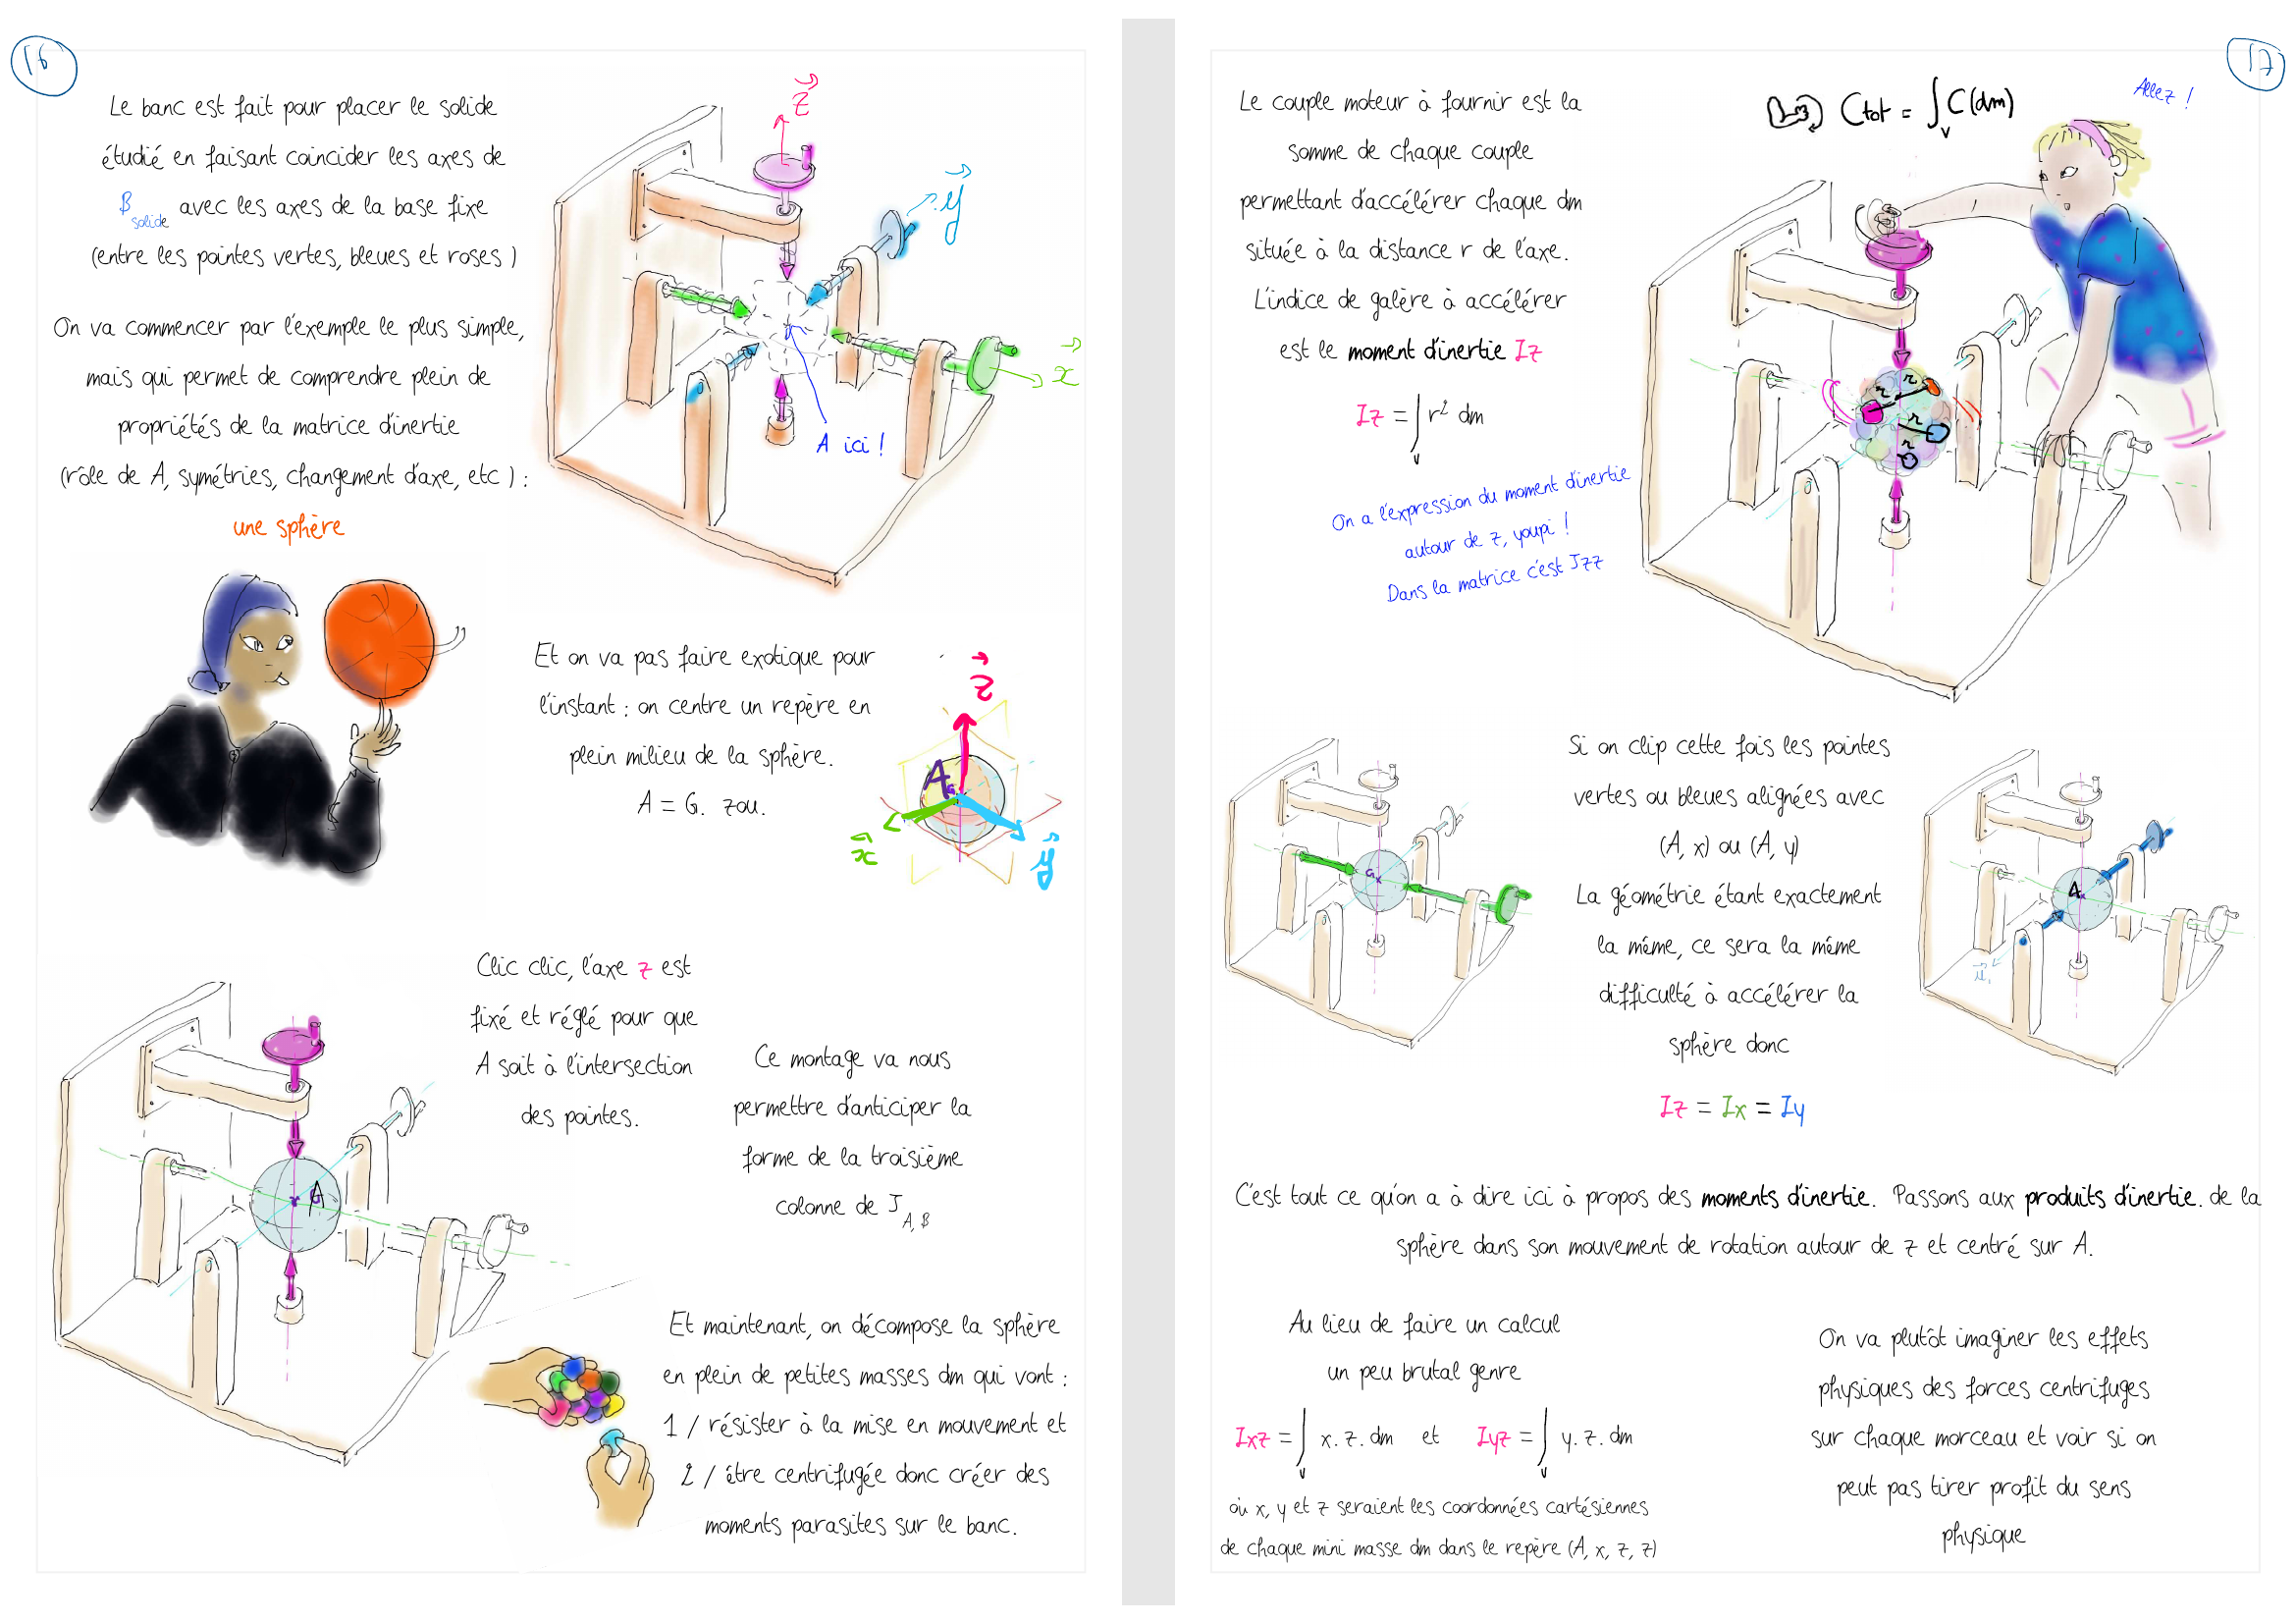 16
Le banc est fait pour placer le solide
étudié en faisant coincider les axes de
B solide avec les axes de la base fixe
(entre les pointes vertes, bleues et roses )
On va commencer par l'exemple le plus simple,
mais qui permet de comprendre plein de
propriétés de la matrice d'inertie
(rôle de A, symétries, changement d'axe, etc ) :
une sphère
z
y
x
A ici !
Et on va pas faire exotique pour
l'instant : on centre un repère en
plein milieu de la sphère.
A = G. zou.
z
A
G
x
y
Clic clic, l'axe z est
fixé et réglé pour que
A soit à l'intersection
des pointes.
Ce montage va nous
permettre d'anticiper la
forme de la troisième
colonne de J A, B
A
Et maintenant, on décompose la sphère
en plein de petites masses dm qui vont :
1 / résister à la mise en mouvement et
2 / être centrifugée donc créer des
moments parasites sur le banc.
17
Le couple moteur à fournir est la
somme de chaque couple
permettant d'accélérer chaque dm
située à la distance r de l'axe.
L'indice de galère à accélérer
est le moment d'inertie Iz
Iz = ∫ r² dm
V
On a l'expression du moment d'inertie
autour de z, youpi !
Dans la matrice c'est Jzz
Ctot = ∫ C(dm)
V
Allez !
r
r
r
r
Si on clip cette fois les pointes
vertes ou bleues alignées avec
(A, x) ou (A, y)
La géométrie étant exactement
la même, ce sera la même
difficulté à accélérer la
sphère donc
Iz = Ix = Iy
G
A
C'est tout ce qu'on a à dire ici à propos des moments d'inertie. Passons aux produits d'inertie. de la
sphère dans son mouvement de rotation autour de z et centré sur A.
Au lieu de faire un calcul
un peu brutal genre
Ixz = ∫ x. z. dm et Iyz = ∫ y. z. dm
V V
où x, y et z seraient les coordonnées cartésiennes
de chaque mini masse dm dans le repère (A, x, z, z)
On va plutôt imaginer les effets
physiques des forces centrifuges
sur chaque morceau et voir si on
peut pas tirer profit du sens
physique